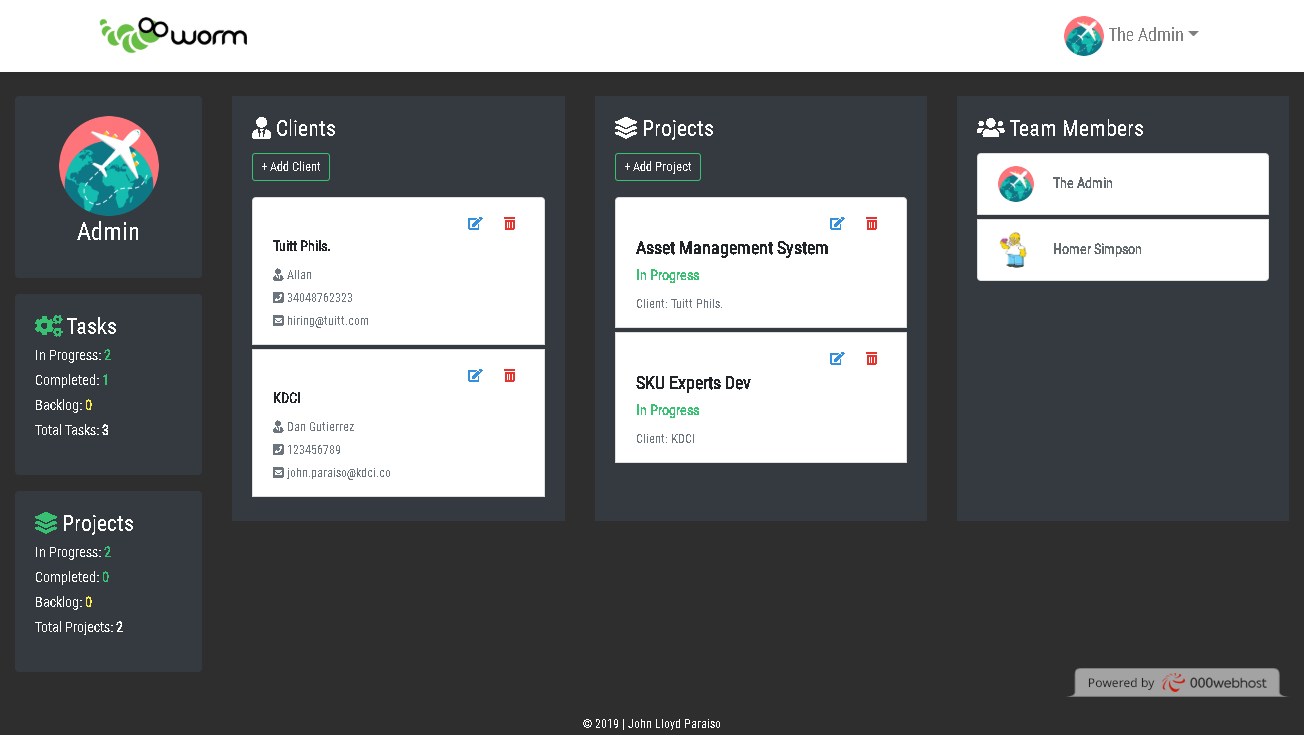 worm
The Admin
Admin
Tasks
In Progress: 2
Completed: 1
Backlog: 0
Total Tasks: 3
Projects
In Progress: 2
Completed: 0
Backlog: 0
Total Projects: 2
Clients
+ Add Client
Tuitt Phils.
Allan
34048762323
hiring@tuitt.com
KDCI
Dan Gutierrez
123456789
john.paraiso@kdci.co
Projects
+ Add Project
Asset Management System
In Progress
Client: Tuitt Phils.
SKU Experts Dev
In Progress
Client: KDCI
Team Members
The Admin
Homer Simpson
Powered by 000webhost
© 2019 | John Lloyd Paraiso